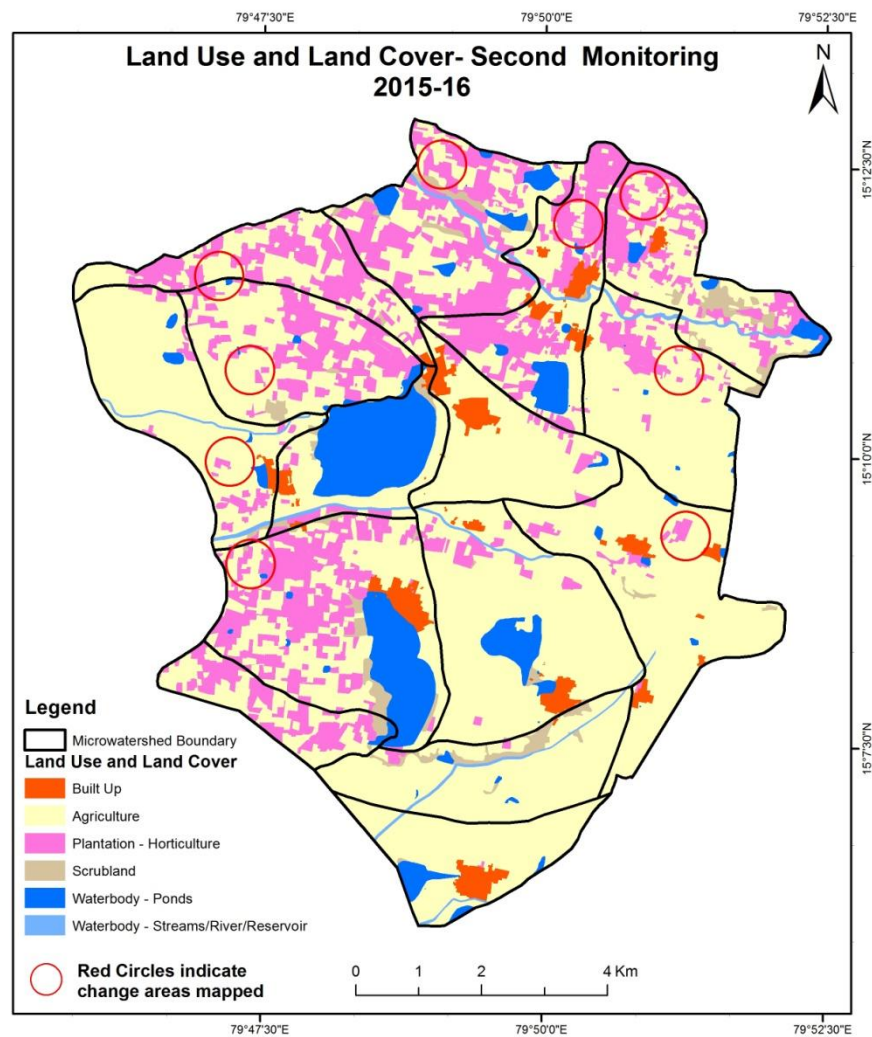 79°47'30"E 79°50'0"E 79°52'30"E
Land Use and Land Cover- Second Monitoring
2015-16
N
15°12'30"N
15°10'0"N
15°7'30"N
Legend
Microwatershed Boundary
Land Use and Land Cover
Built Up
Agriculture
Plantation - Horticulture
Scrubland
Waterbody - Ponds
Waterbody - Streams/River/Reservoir
Red Circles indicate
change areas mapped
0 1 2 4 Km
79°47'30"E 79°50'0"E 79°52'30"E